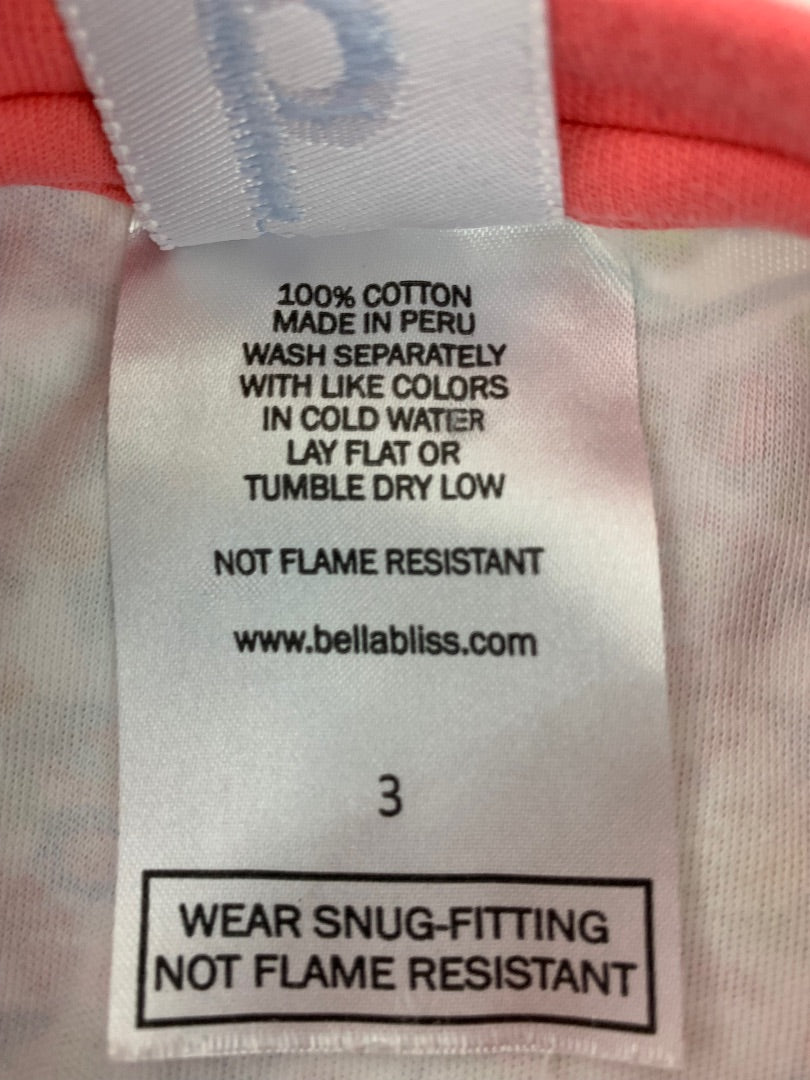 p
100% COTTON
MADE IN PERU
WASH SEPARATELY
WITH LIKE COLORS
IN COLD WATER
LAY FLAT OR
TUMBLE DRY LOW
NOT FLAME RESISTANT
www.bellabliss.com
3
WEAR SNUG-FITTING
NOT FLAME RESISTANT